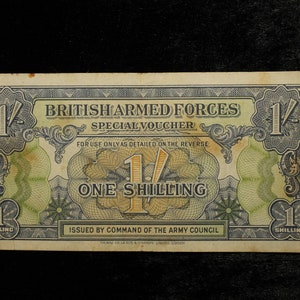 1/- 1/-
BRITISH ARMED FORCES
SPECIAL VOUCHER
FOR USE ONLY AS DETAILED ON THE REVERSE
1/-
ONE SHILLING
1 1
SHILLING
ISSUED BY COMMAND OF THE ARMY COUNCIL